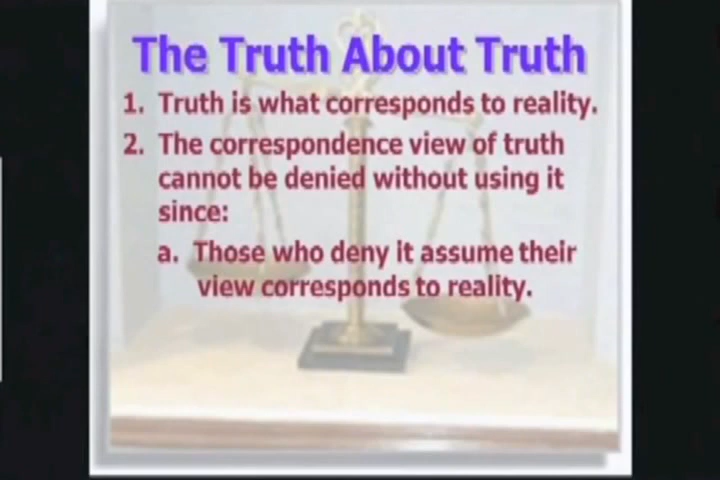 The Truth About Truth
1. Truth is what corresponds to reality.
2. The correspondence view of truth
cannot be denied without using it
since:
a. Those who deny it assume their
view corresponds to reality.